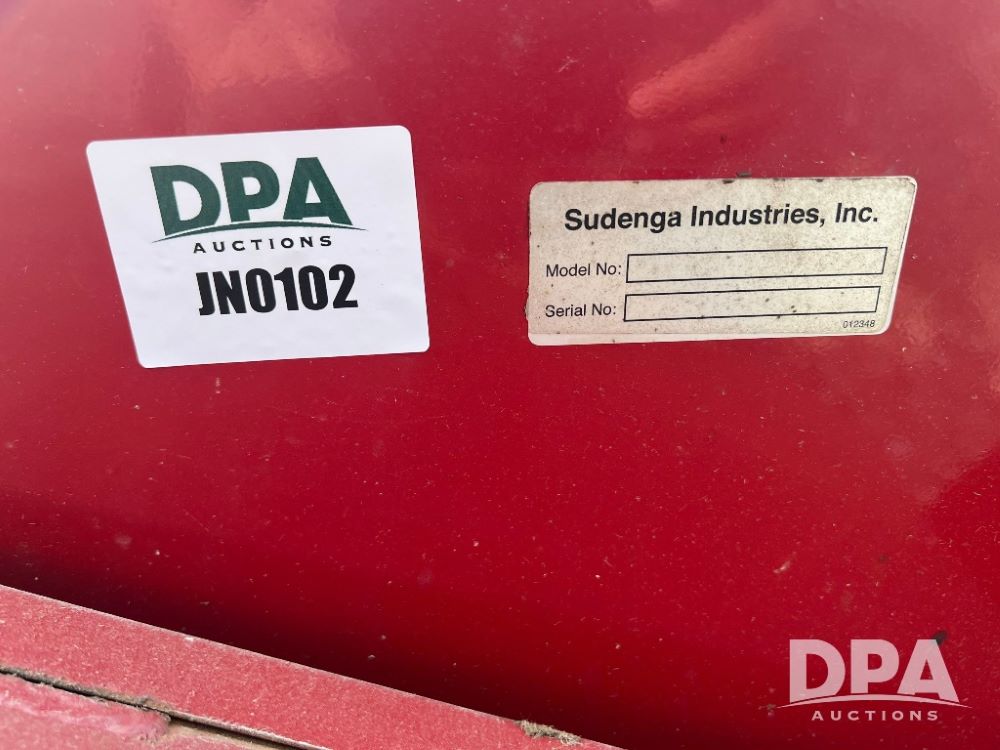 DPA
AUCTIONS
JN0102
Sudenga Industries, Inc.
Model No:
Serial No:
012348
DPA
AUCTIONS